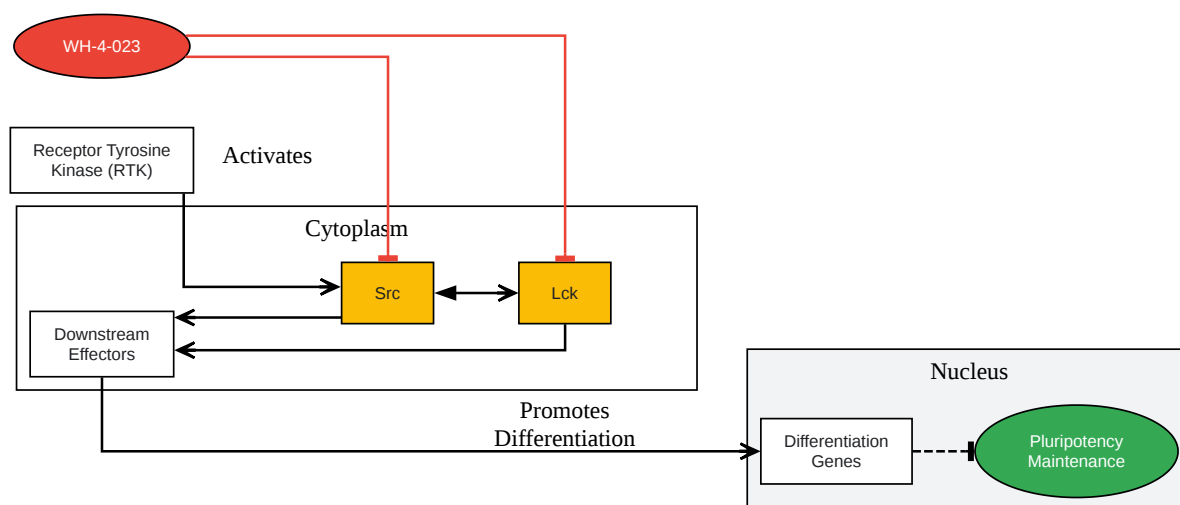 WH-4-023
Receptor Tyrosine
Kinase (RTK)
Activates
Cytoplasm
Src
Lck
Downstream
Effectors
Promotes
Differentiation
Nucleus
Differentiation
Genes
Pluripotency
Maintenance